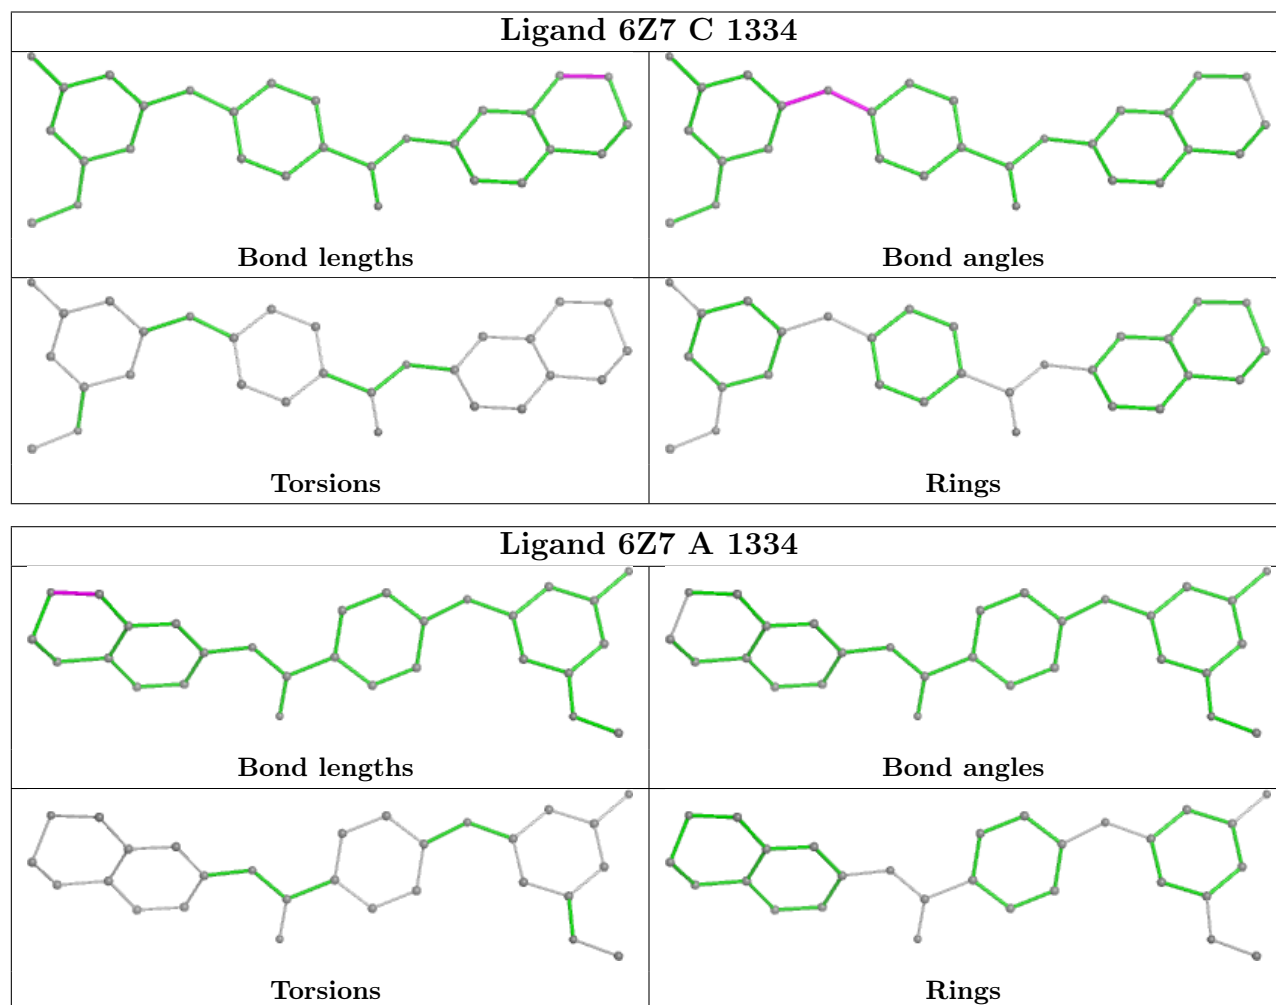 Ligand 6Z7 C 1334
Bond lengths
Bond angles
Torsions
Rings
Ligand 6Z7 A 1334
Bond lengths
Bond angles
Torsions
Rings